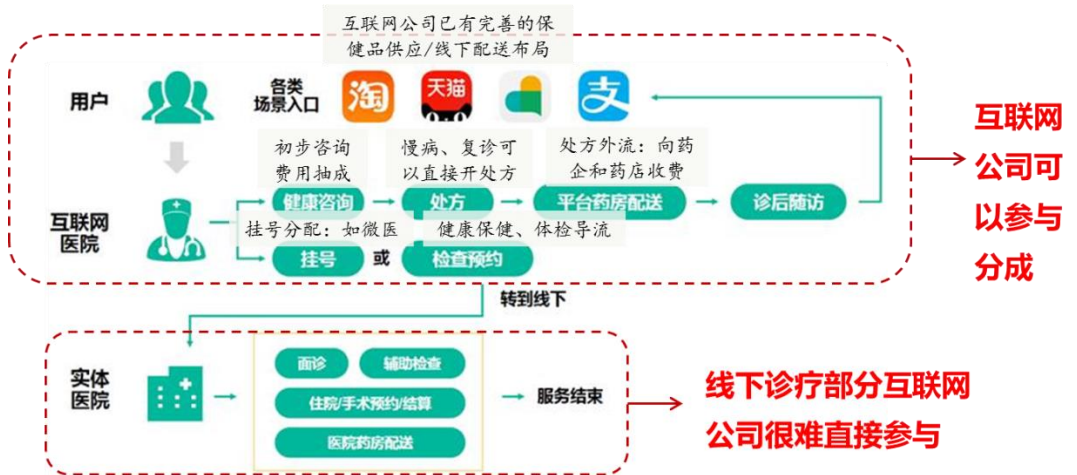 互联网公司已有完善的保
健品供应/线下配送布局
用户
各类
场景入口
淘
天猫
支
初步咨询
费用抽成
慢病、复诊可
以直接开处方
处方外流：向药
企和药店收费
互联网
医院
健康咨询
处方
平台药房配送
诊后随访
挂号分配：如微医
健康保健、体检导流
挂号
或
检查预约
互联网
公司可
以参与
分成
转到线下
实体
医院
面诊
辅助检查
住院/手术预约/结算
医院药房配送
服务结束
线下诊疗部分互联网
公司很难直接参与